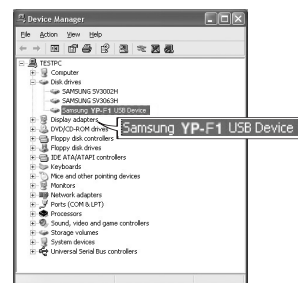 Device Manager
File Action View Help
TESTPC
Computer
Disk drives
SAMSUNG SV3002H
SAMSUNG SV3063H
Samsung YP-F1 USB Device
Display adapters
DVD/CD-ROM drives
Samsung YP-F1 USB Device
Floppy disk controllers
Floppy disk drives
IDE ATA/ATAPI controllers
Keyboards
Mice and other pointing devices
Monitors
Network adapters
Ports (COM & LPT)
Processors
Sound, video and game controllers
Storage volumes
System devices
Universal Serial Bus controllers